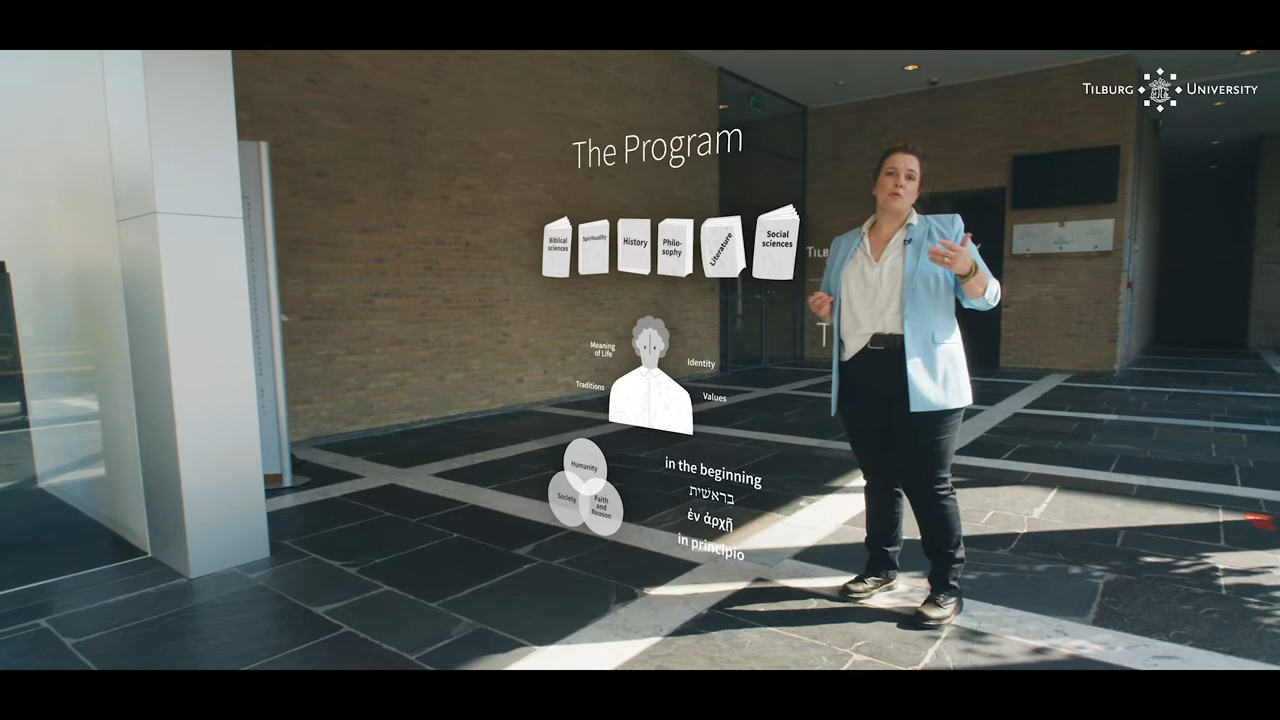 TILBURG UNIVERSITY
The Program
Biblical
sciences
Spirituality
History
Philo-
sophy
Literature
Social
sciences
Meaning
of Life
Identity
Traditions
Values
Humanity
Society
Faith
and
Reason
in the beginning
בראשית
ἐν ἀρχῇ
in principio